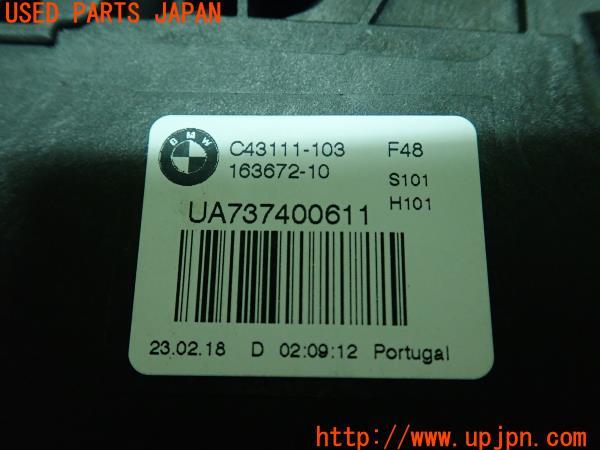 USED PARTS JAPAN
BMW
C43111-103 F48
163672-10 S101
H101
UA737400611
23.02.18 D 02:09:12 Portugal
UPJ
http://www.upjpn.com